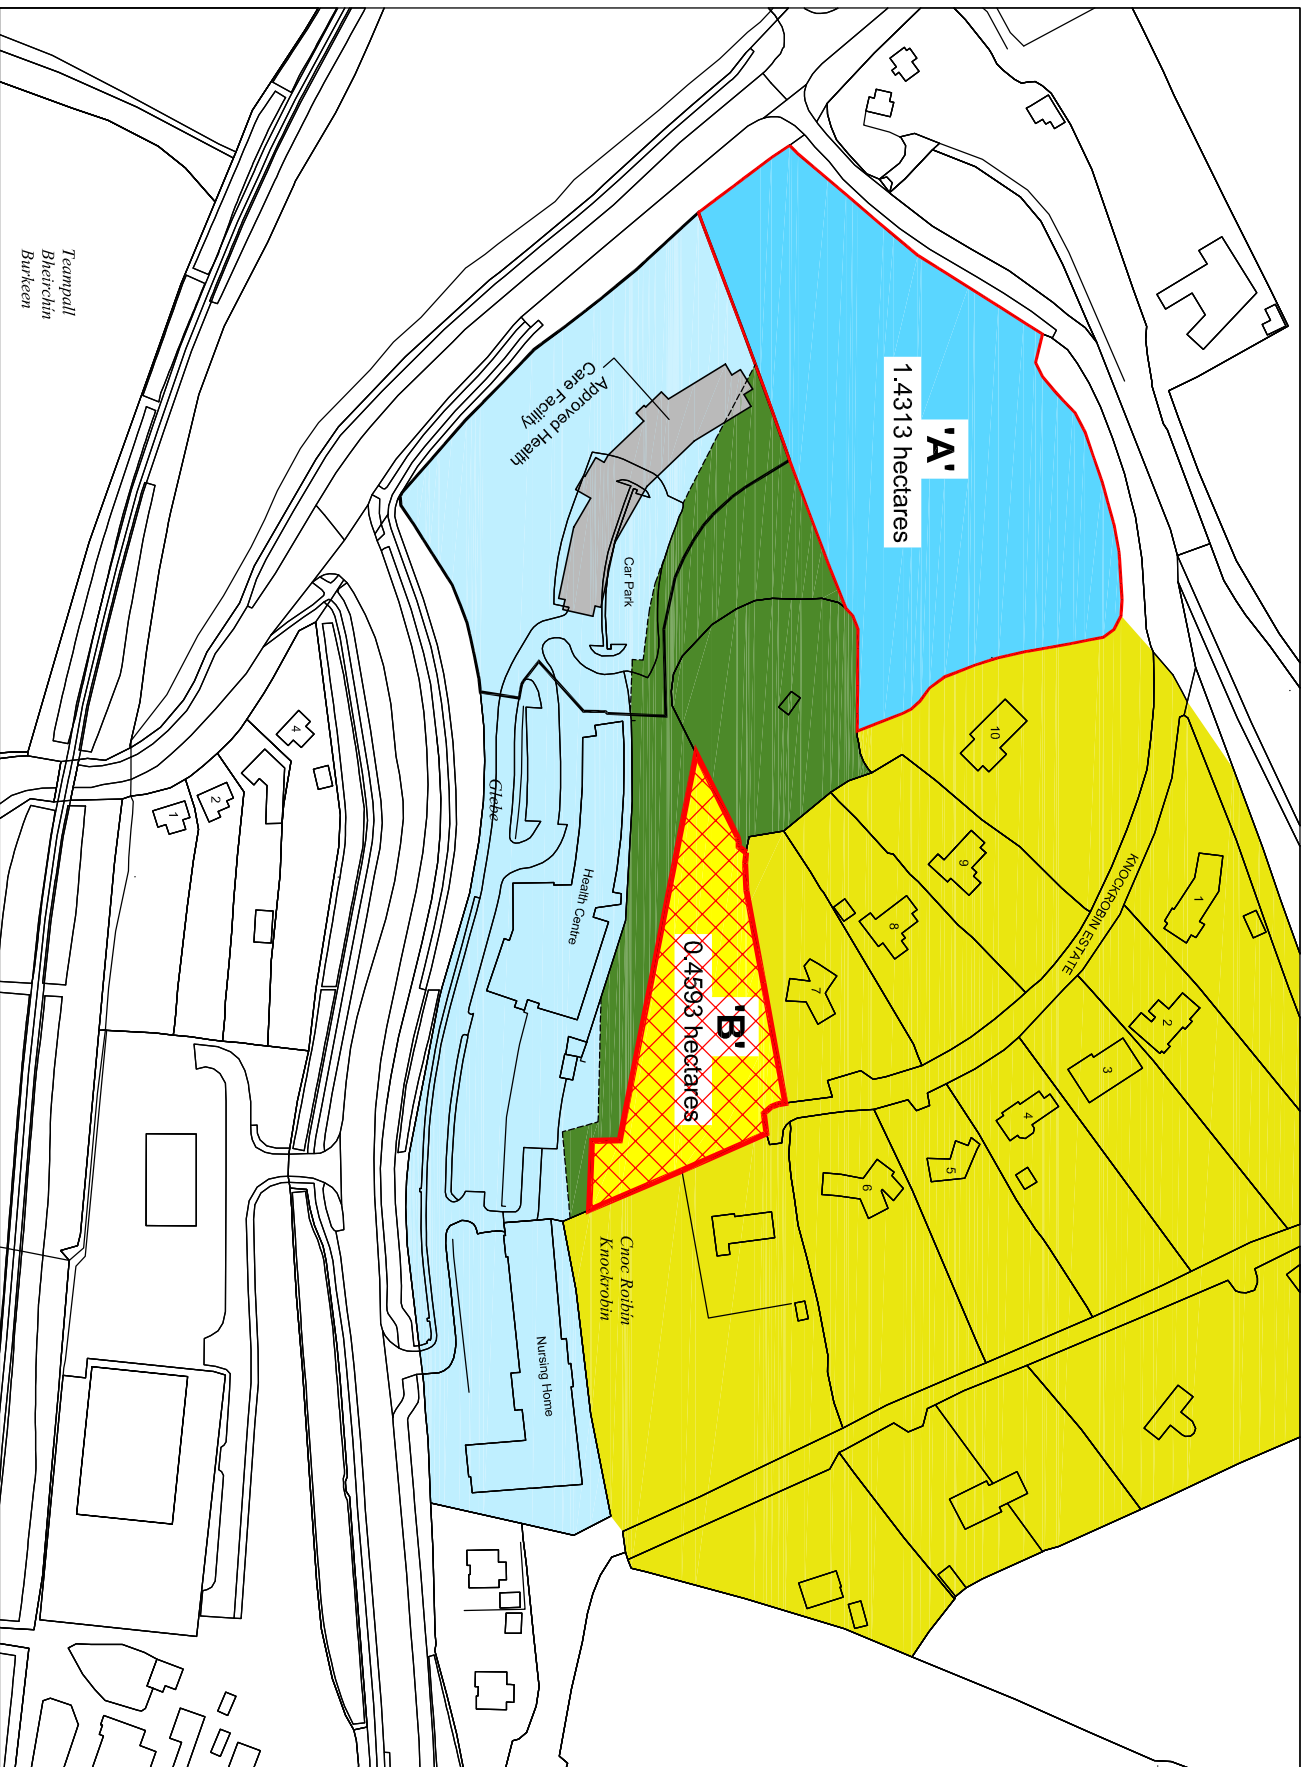 'A'
1.4313 hectares
'B'
0.4593 hectares
Approved Health
Care Facility
Car Park
Health Centre
Glebe
Nursing Home
Cnoc Roibín
Knockrobin
KNOCKROBIN ESTATE
Teampall
Bheirchin
Burkeen
1
2
3
4
5
6
7
8
9
10
4
2
1